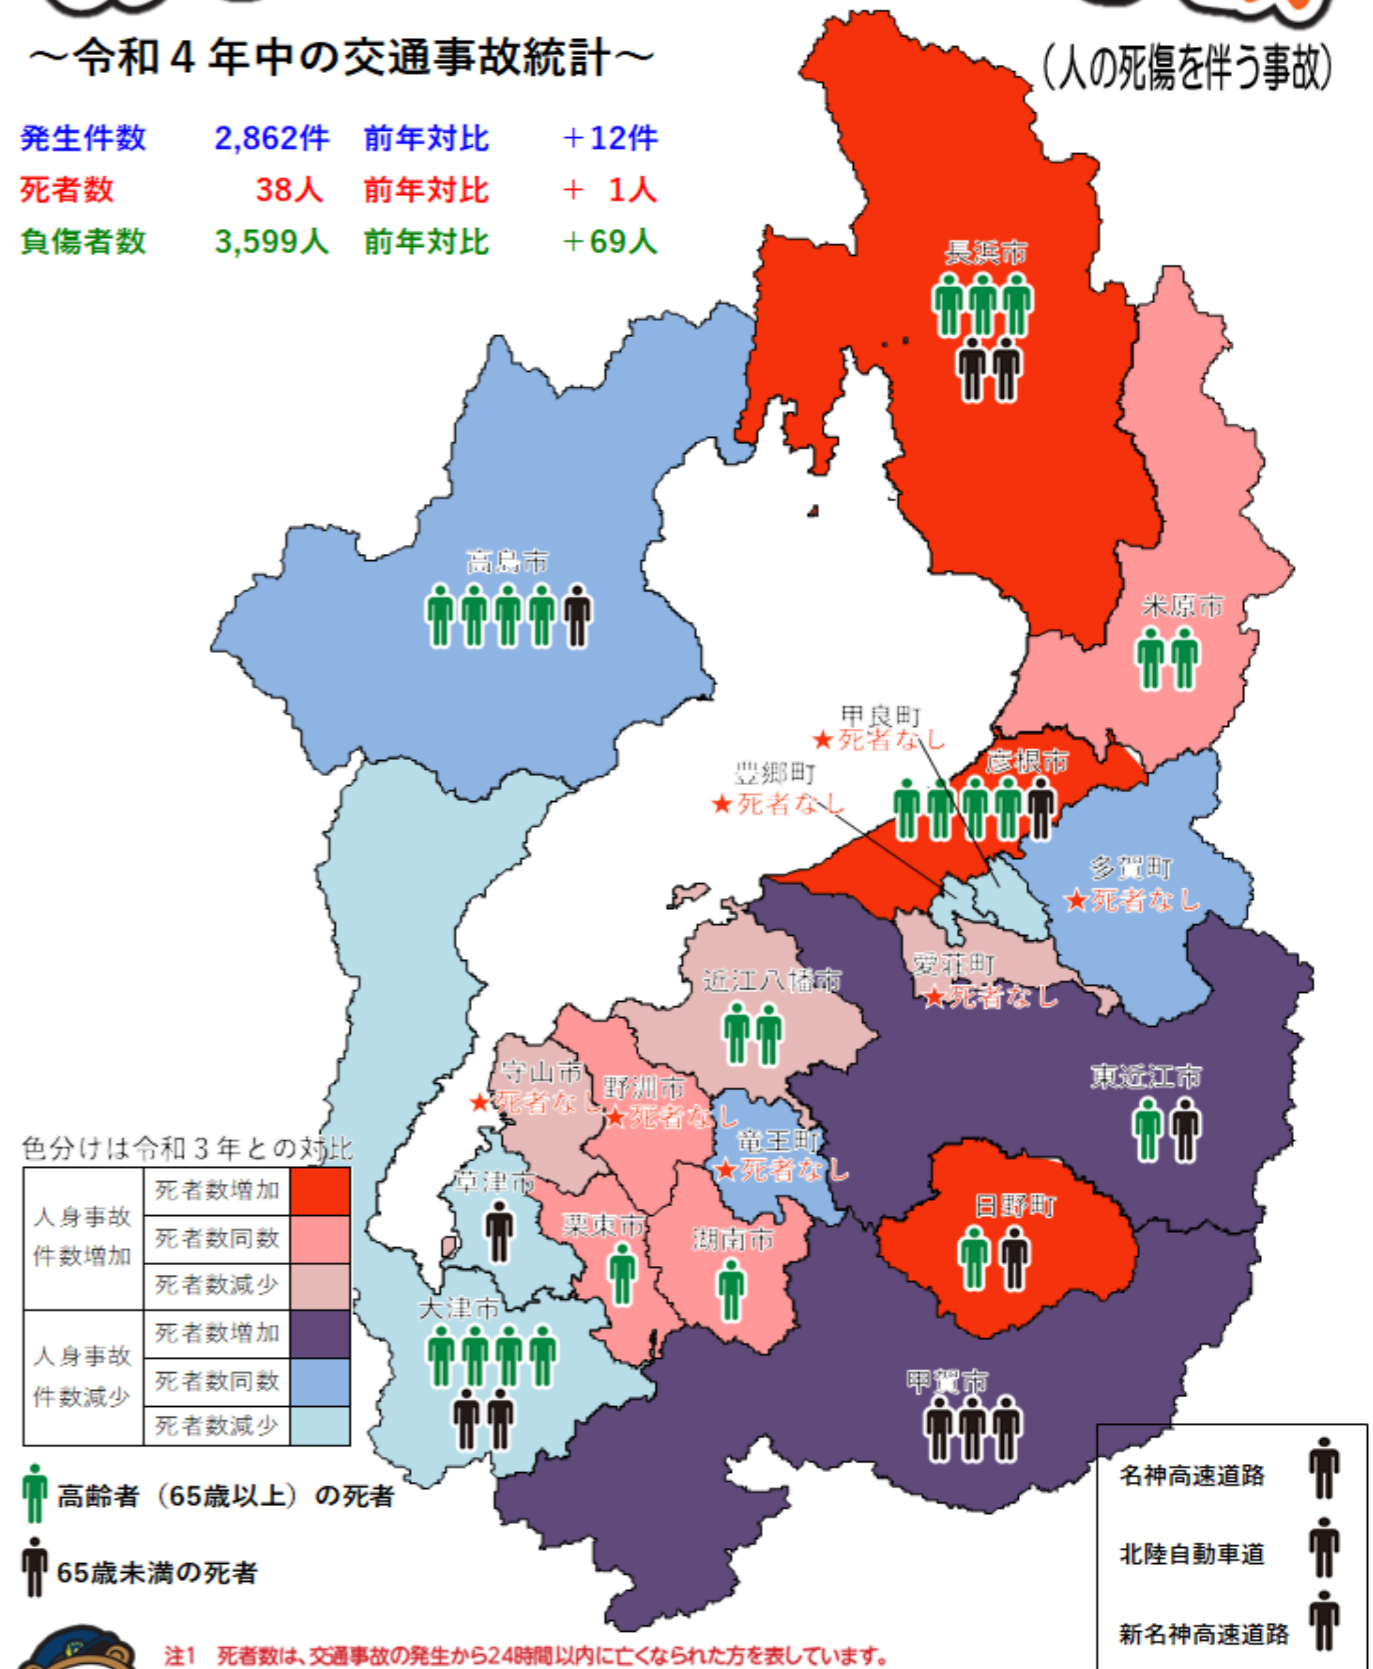 ~令和4年中の交通事故統計~
(人の死傷を伴う事故)
発生件数 2,862件 前年対比 +12件
死者数 38人 前年対比 + 1人
負傷者数 3,599人 前年対比 +69人
長浜市
高島市
米原市
甲良町
★死者なし
豊郷町
★死者なし
彦根市
多賀町
★死者なし
愛荘町
★死者なし
近江八幡市
東近江市
守山市
★死者なし
野洲市
★死者なし
竜王町
★死者なし
草津市
栗東市
湖南市
日野町
大津市
甲賀市
色分けは令和3年との対比
人身事故
件数増加
死者数増加
死者数同数
死者数減少
人身事故
件数減少
死者数増加
死者数同数
死者数減少
高齢者(65歳以上)の死者
65歳未満の死者
名神高速道路
北陸自動車道
新名神高速道路
注1 死者数は、交通事故の発生から24時間以内に亡くなられた方を表しています。